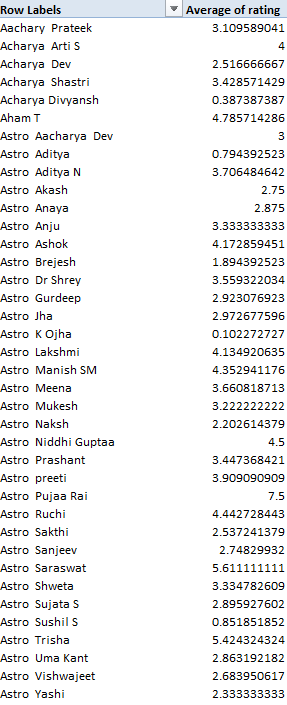 Row Labels Average of rating
Aachary Prateek 3.109589041
Acharya Arti S 4
Acharya Dev 2.516666667
Acharya Shastri 3.428571429
Acharya Divyansh 0.387387387
Aham T 4.785714286
Astro Aacharya Dev 3
Astro Aditya 0.794392523
Astro Aditya N 3.706484642
Astro Akash 2.75
Astro Anaya 2.875
Astro Anju 3.333333333
Astro Ashok 4.172859451
Astro Brejesh 1.894392523
Astro Dr Shrey 3.559322034
Astro Gurdeep 2.923076923
Astro Jha 2.972677596
Astro K Ojha 0.102272727
Astro Lakshmi 4.134920635
Astro Manish SM 4.352941176
Astro Meena 3.660818713
Astro Mukesh 3.222222222
Astro Naksh 2.202614379
Astro Niddhi Guptaa 4.5
Astro Prashant 3.447368421
Astro preeti 3.909090909
Astro Pujaa Rai 7.5
Astro Ruchi 4.442728443
Astro Sakthi 2.537241379
Astro Sanjeev 2.74829932
Astro Saraswat 5.611111111
Astro Shweta 3.334782609
Astro Sujata S 2.895927602
Astro Sushil S 0.851851852
Astro Trisha 5.424324324
Astro Uma Kant 2.863192182
Astro Vishwajeet 2.683950617
Astro Yashi 2.333333333